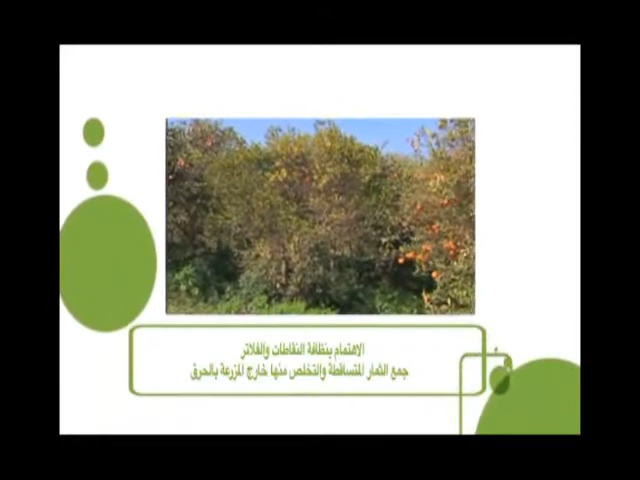 الاهتمام بنظافة النقاطات والفلاتر
جمع الثمار المتساقطة والتخلص منها خارج المزرعة بالحرق